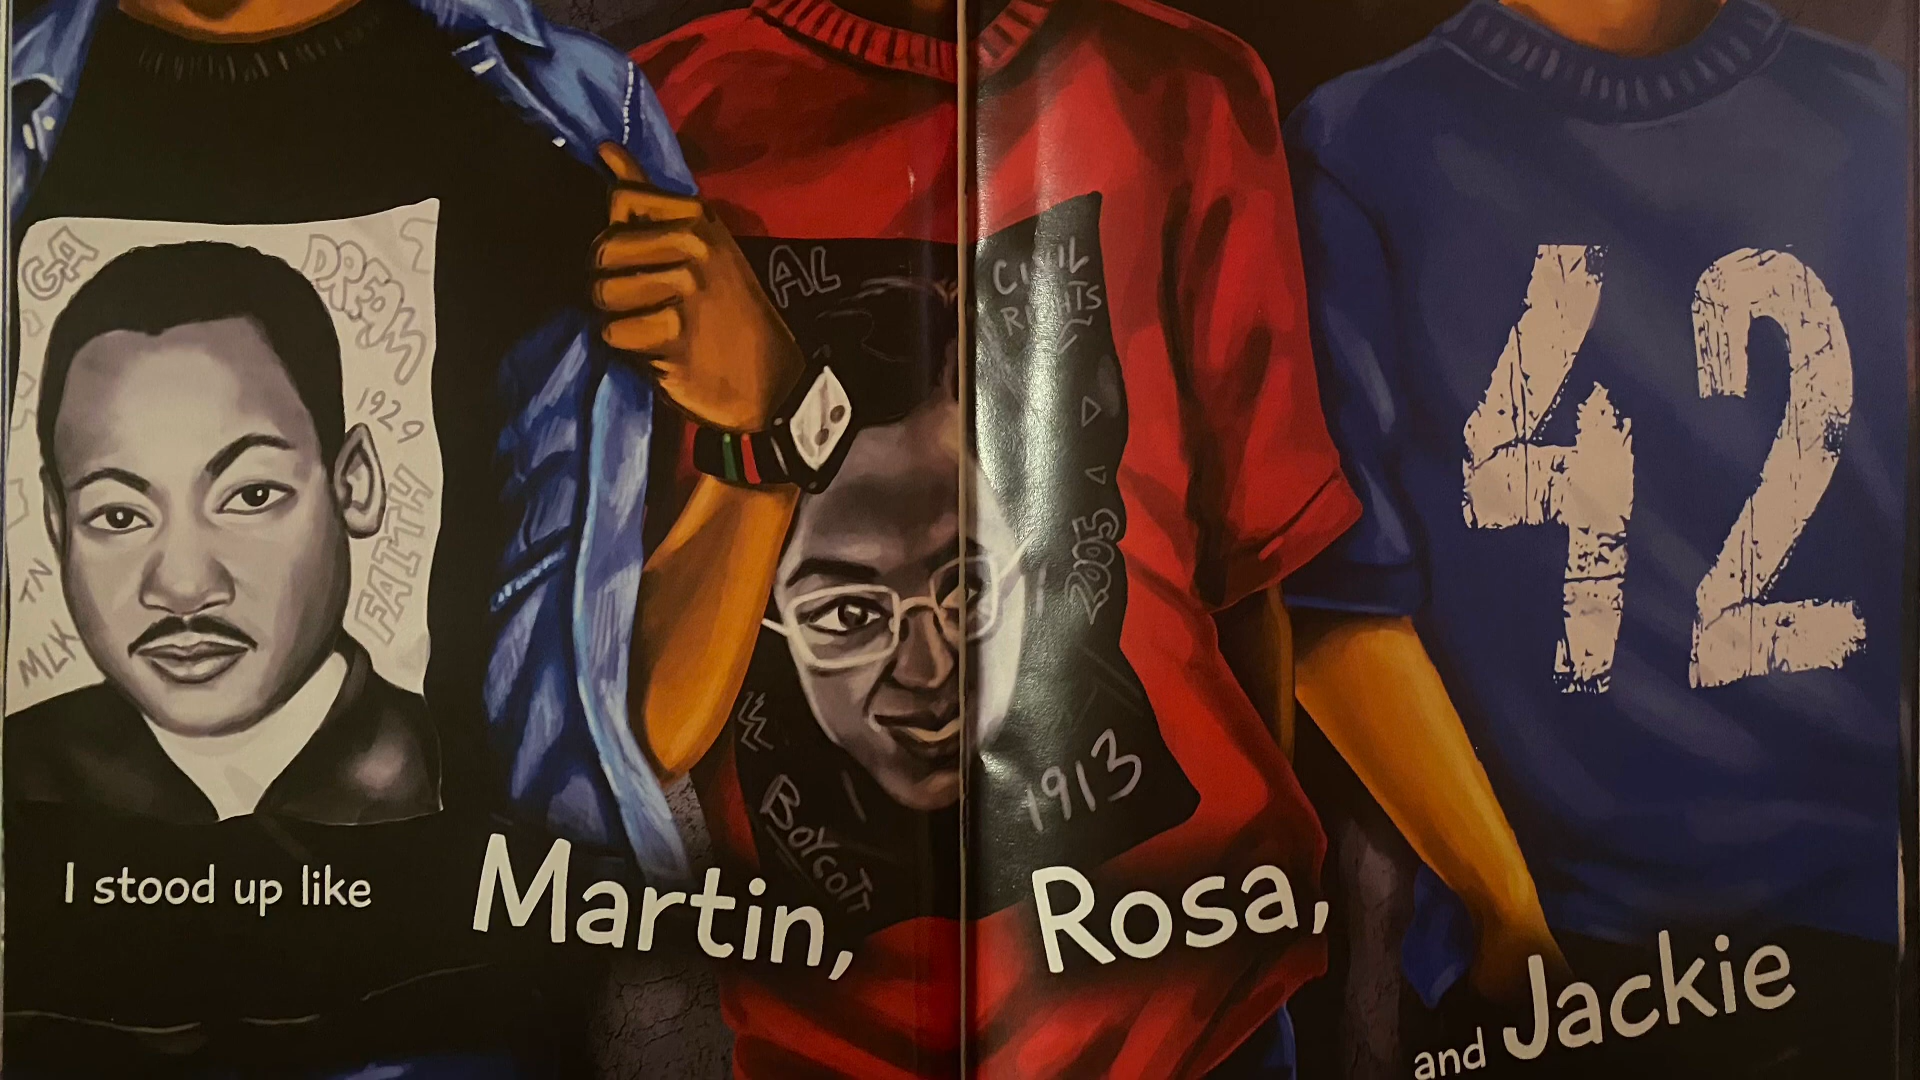 GA
DREAM
1929
FAITH
TN
MLK
AL
CIVIL
RIGHTS
2005
1913
BOYCOTT
42
I stood up like
Martin,
Rosa,
and Jackie